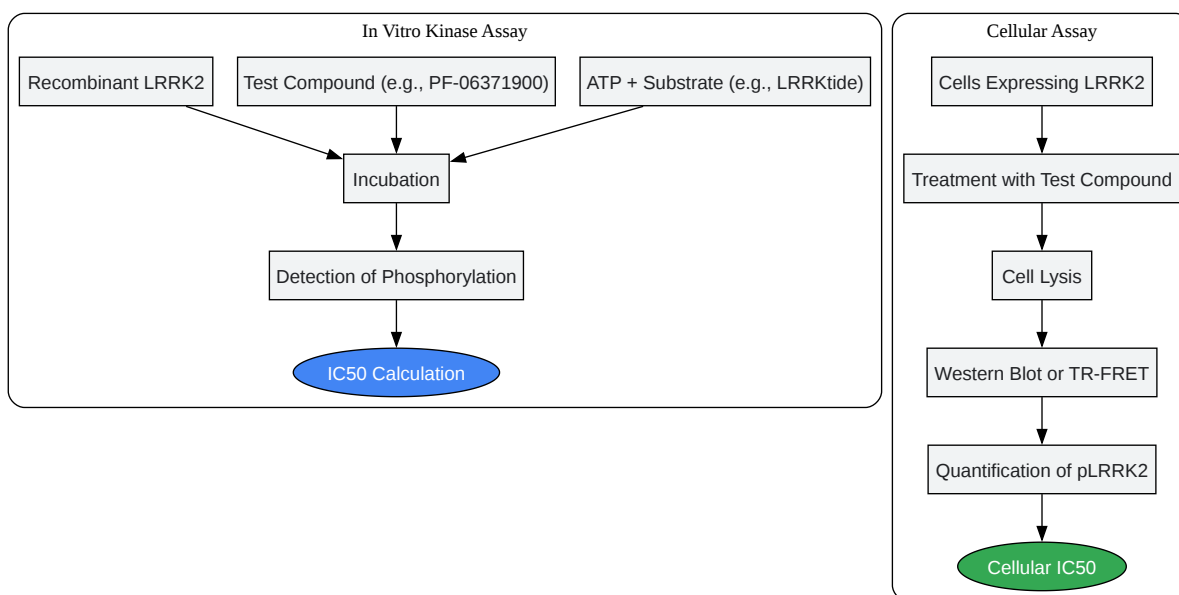 In Vitro Kinase Assay
Recombinant LRRK2
Test Compound (e.g., PF-06371900)
ATP + Substrate (e.g., LRRKtide)
Incubation
Detection of Phosphorylation
IC50 Calculation
Cellular Assay
Cells Expressing LRRK2
Treatment with Test Compound
Cell Lysis
Western Blot or TR-FRET
Quantification of pLRRK2
Cellular IC50